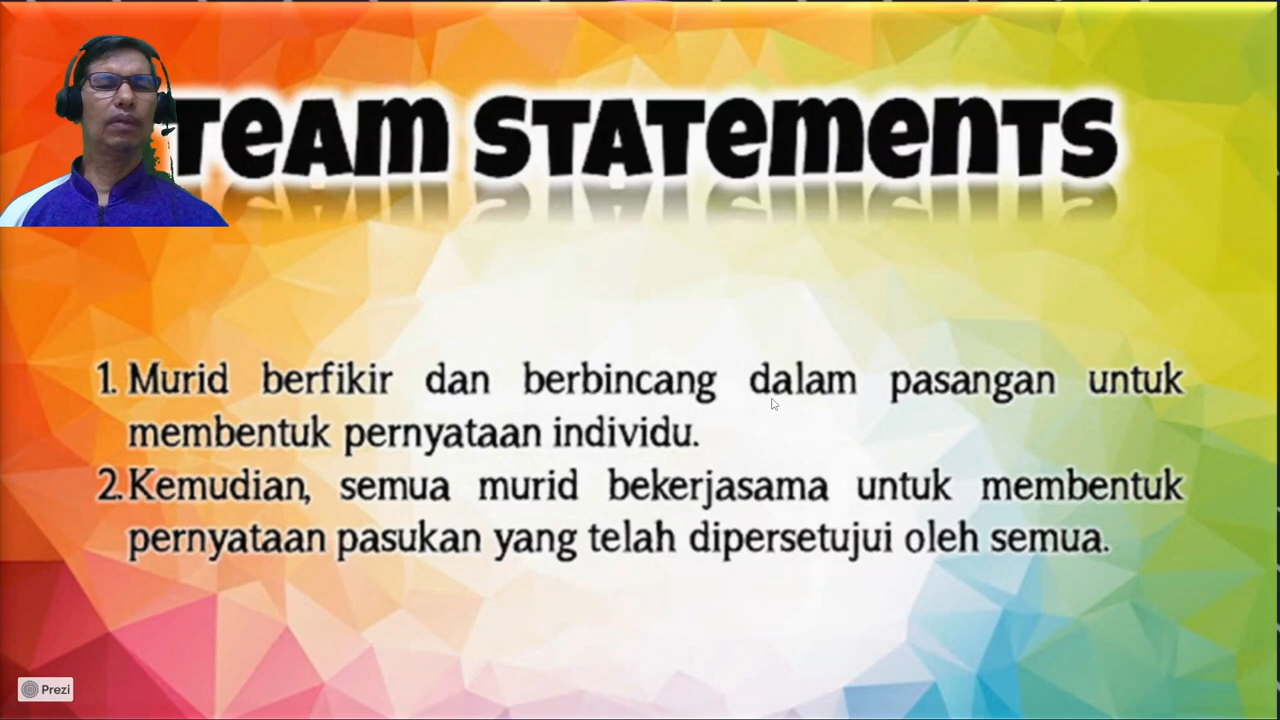 TEAM STATEMENTS
1. Murid berfikir dan berbincang dalam pasangan untuk
membentuk pernyataan individu.
2. Kemudian, semua murid bekerjasama untuk membentuk
pernyataan pasukan yang telah dipersetujui oleh semua.
Prezi